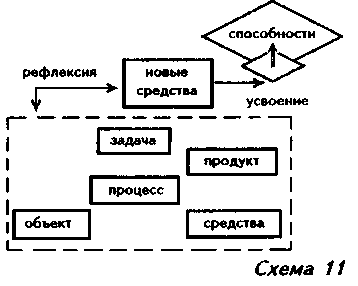 способности
рефлексия
новые
средства
усвоение
задача
продукт
процесс
объект
средства
Схема 11